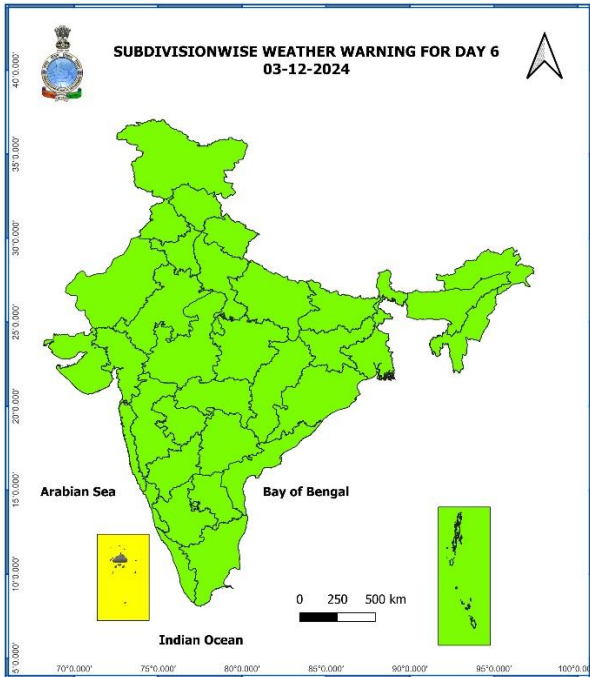 SUBDIVISIONWISE WEATHER WARNING FOR DAY 6
03-12-2024
40°0.000'
35°0.000'
30°0.000'
25°0.000'
20°0.000'
15°0.000'
10°0.000'
5°0.000'
Arabian Sea
Bay of Bengal
0 250 500 km
Indian Ocean
70°0.000' 75°0.000' 80°0.000' 85°0.000' 90°0.000' 95°0.000' 100°0.000'